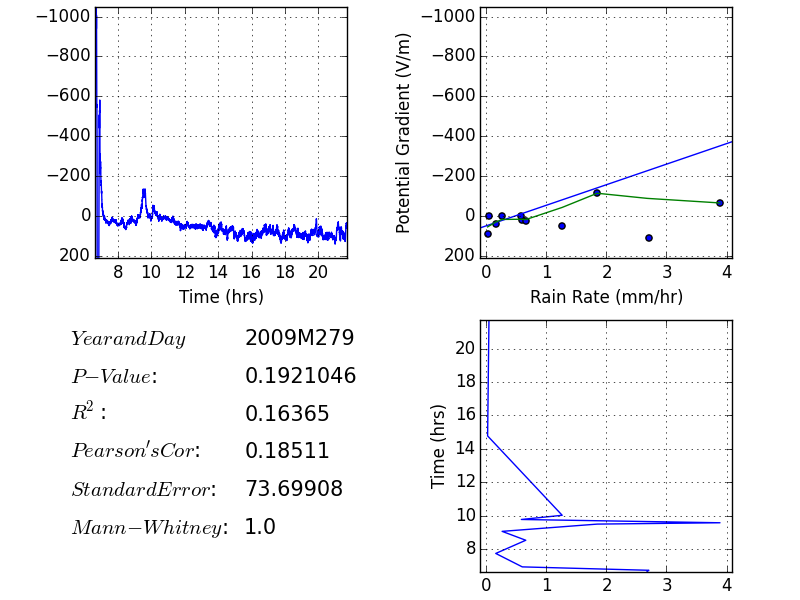 −1000
−800
−600
−400
−200
0
200
8 10 12 14 16 18 20
Time (hrs)
Potential Gradient (V/m)
−1000
−800
−600
−400
−200
0
200
0 1 2 3 4
Rain Rate (mm/hr)
YearandDay 2009M279
P−Value: 0.1921046
R²: 0.16365
Pearson'sCor: 0.18511
StandardError: 73.69908
Mann−Whitney: 1.0
Time (hrs)
20
18
16
14
12
10
8
0 1 2 3 4